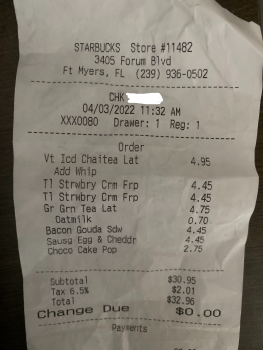 STARBUCKS Store #11482
3405 Forum Blvd
Ft Myers, FL (239) 936-0502
CHK
04/03/2022 11:32 AM
XXX0080 Drawer: 1 Reg: 1
Order
Vt Icd Chaitea Lat 4.95
Add Whip
Tl Strwbry Crm Frp 4.45
Tl Strwbry Crm Frp 4.45
Gr Grn Tea Lat 4.75
Oatmilk 0.70
Bacon Gouda Sdw 4.45
Sausg Egg & Cheddr 4.45
Choco Cake Pop 2.75
Subtotal $30.95
Tax 6.5% $2.01
Total $32.96
Change Due $0.00
Payments